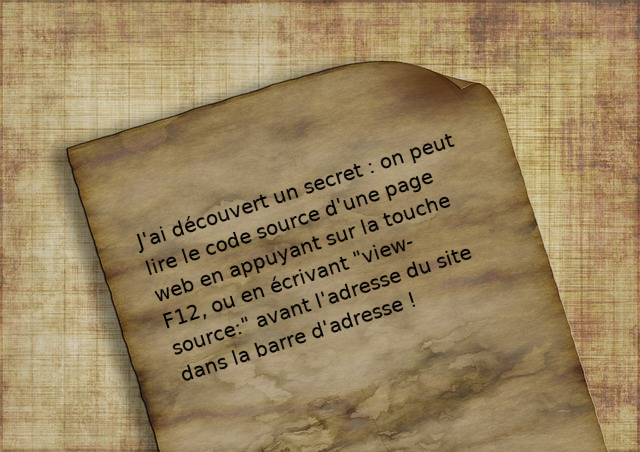 J'ai découvert un secret : on peut
lire le code source d'une page
web en appuyant sur la touche
F12, ou en écrivant "view-
source:" avant l'adresse du site
dans la barre d'adresse !